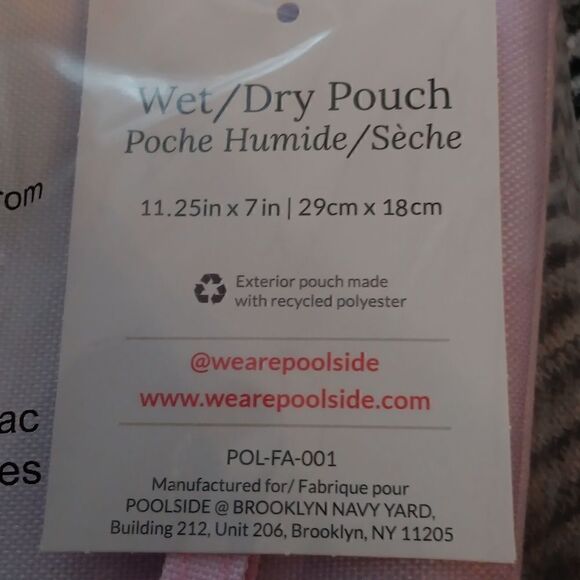 Wet/Dry Pouch
Poche Humide/Sèche
11.25in x 7in | 29cm x 18cm
Exterior pouch made
with recycled polyester
@wearepoolside
www.wearepoolside.com
POL-FA-001
Manufactured for/ Fabrique pour
POOLSIDE @ BROOKLYN NAVY YARD,
Building 212, Unit 206, Brooklyn, NY 11205
rom
ac
es